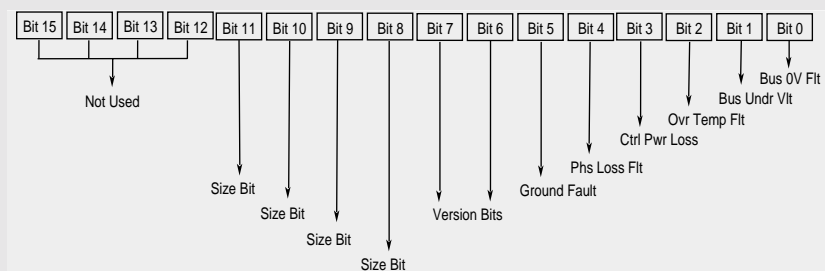 Bit 15 Bit 14 Bit 13 Bit 12 Bit 11 Bit 10 Bit 9 Bit 8 Bit 7 Bit 6 Bit 5 Bit 4 Bit 3 Bit 2 Bit 1 Bit 0
Bus 0V Flt
Not Used
Bus Undr Vlt
Ovr Temp Flt
Ctrl Pwr Loss
Phs Loss Flt
Size Bit
Ground Fault
Size Bit
Version Bits
Size Bit
Size Bit